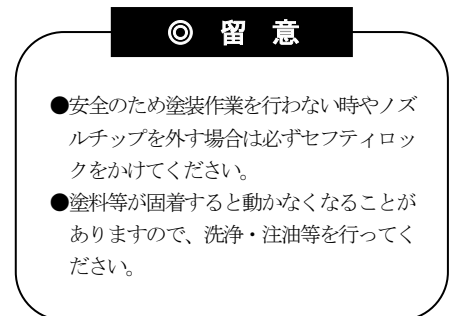 ◎ 留 意
●安全のため塗装作業を行わない時やノズ
ルチップを外す場合は必ずセフティロッ
クをかけてください。
●塗料等が固着すると動かなくなることが
ありますので、洗浄・注油等を行ってく
ださい。